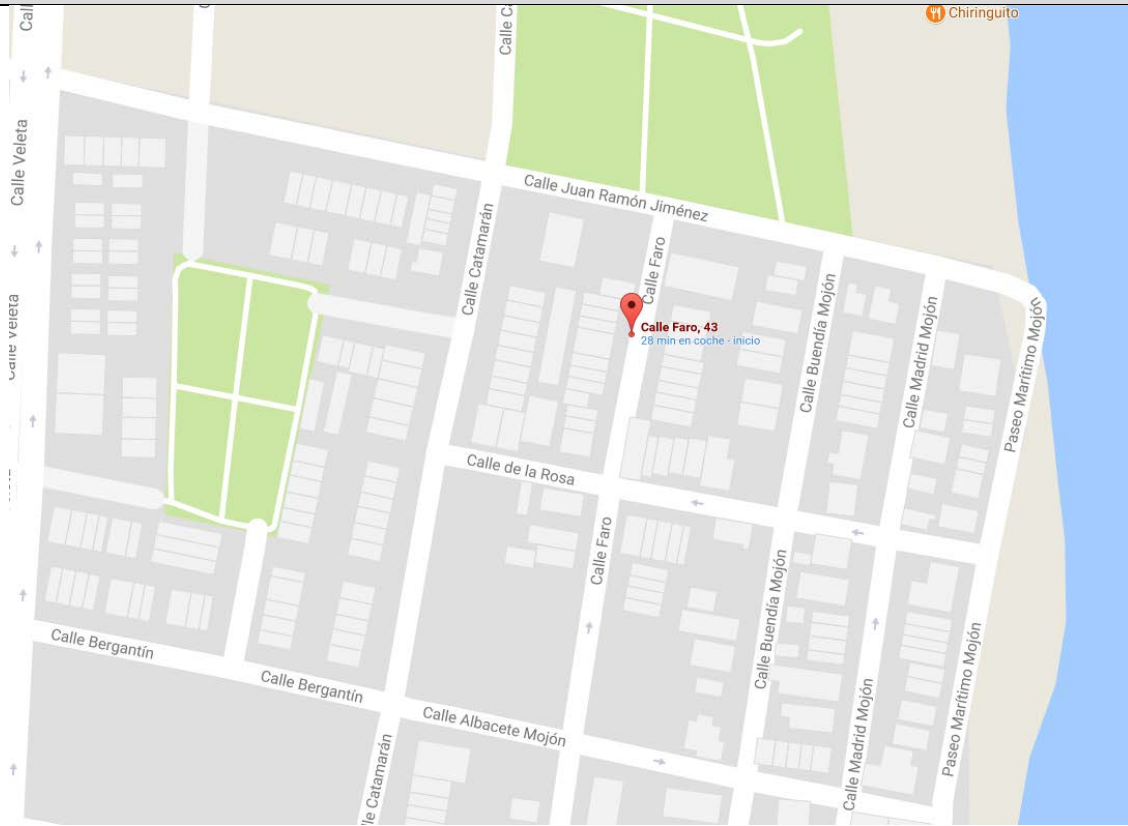 Calle
Calle
Chiringuito
Calle Veleta
Calle Juan Ramón Jiménez
Calle Catamarán
Calle Faro
Calle Faro, 43
28 min en coche - inicio
Calle Buendía Mojón
Calle Madrid Mojón
Paseo Marítimo Mojón
Calle Veleta
Calle de la Rosa
Calle Faro
Calle Buendía Mojón
Paseo Marítimo Mojón
Calle Bergantín
Calle Bergantín
Calle Madrid Mojón
Calle Albacete Mojón
lle Catamarán